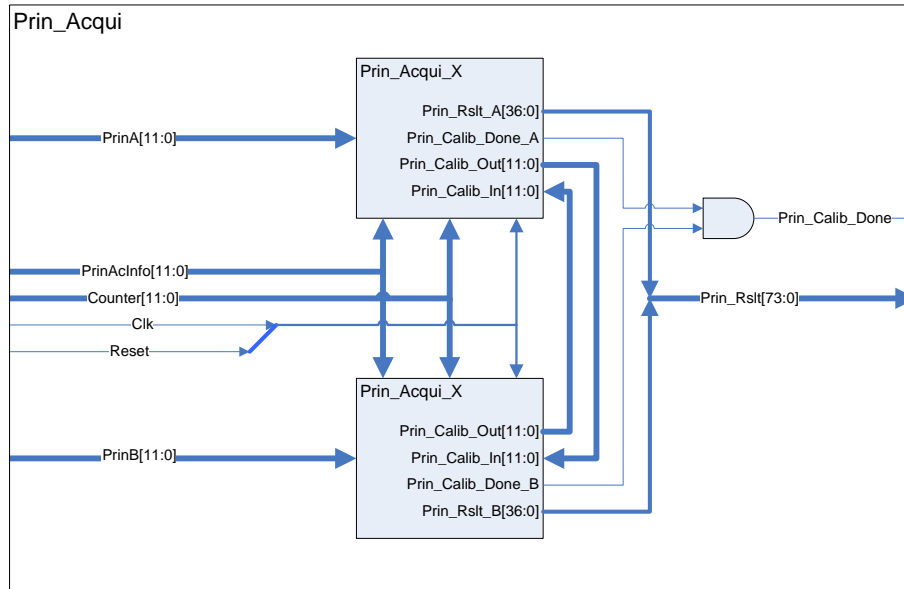 Prin_Acqui
Prin_Acqui_X
Prin_Rslt_A[36:0]
PrinA[11:0]
Prin_Calib_Done_A
Prin_Calib_Out[11:0]
Prin_Calib_In[11:0]
Prin_Calib_Done
PrinAcInfo[11:0]
Counter[11:0]
Prin_Rslt[73:0]
Clk
Reset
Prin_Acqui_X
Prin_Calib_Out[11:0]
PrinB[11:0]
Prin_Calib_In[11:0]
Prin_Calib_Done_B
Prin_Rslt_B[36:0]